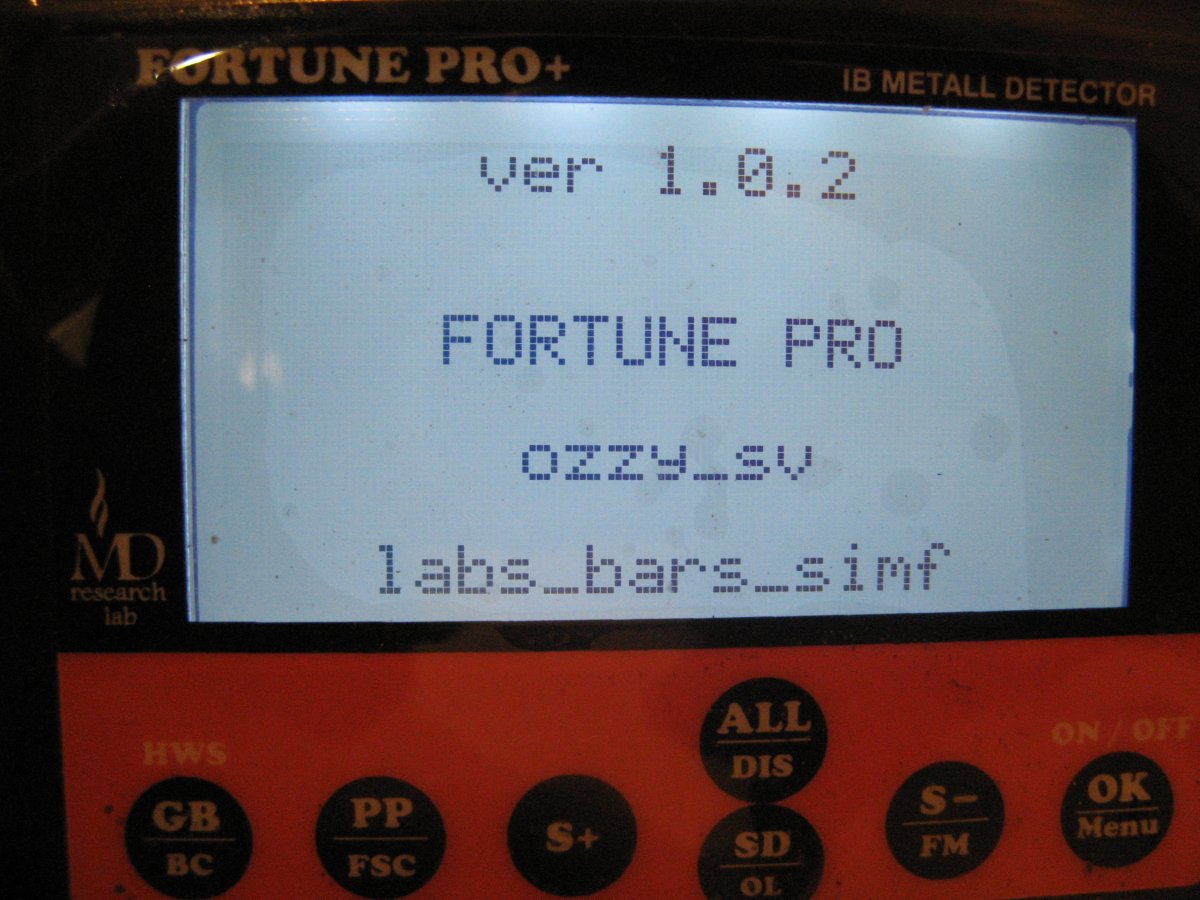 FORTUNE PRO+
IB METALL DETECTOR
ver 1.0.2
FORTUNE PRO
ozzy_sv
labs_bars_simf
MD
research
lab
HWS
GB
BC
PP
FSC
S+
ALL
DIS
SD
OL
S-
FM
ON / OFF
OK
Menu